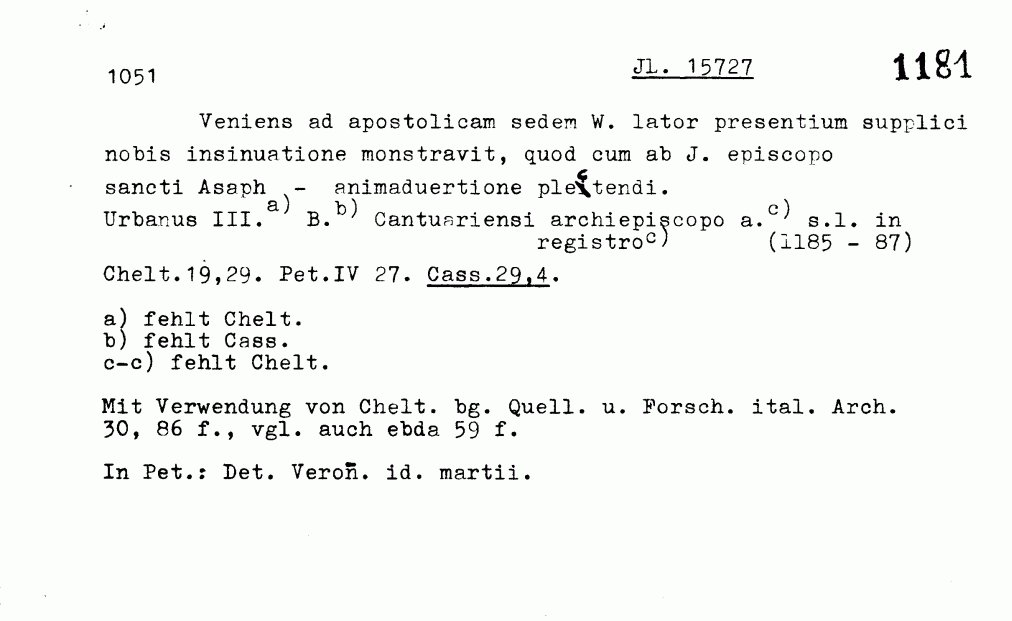 1051 JL. 15727 1181
Veniens ad apostolicam sedem W. lator presentium supplici
nobis insinuatione monstravit, quod cum ab J. episcopo
sancti Asaph - animaduertione plectendi.
Urbanus III.a) B.b) Cantuariensi archiepiscopo a.c) s.l. in
registroc) (1185 - 87)
Chelt.19,29. Pet.IV 27. Cass.29,4.
a) fehlt Chelt.
b) fehlt Cass.
c-c) fehlt Chelt.
Mit Verwendung von Chelt. bg. Quell. u. Forsch. ital. Arch.
30, 86 f., vgl. auch ebda 59 f.
In Pet.: Det. Veron̄. id. martii.